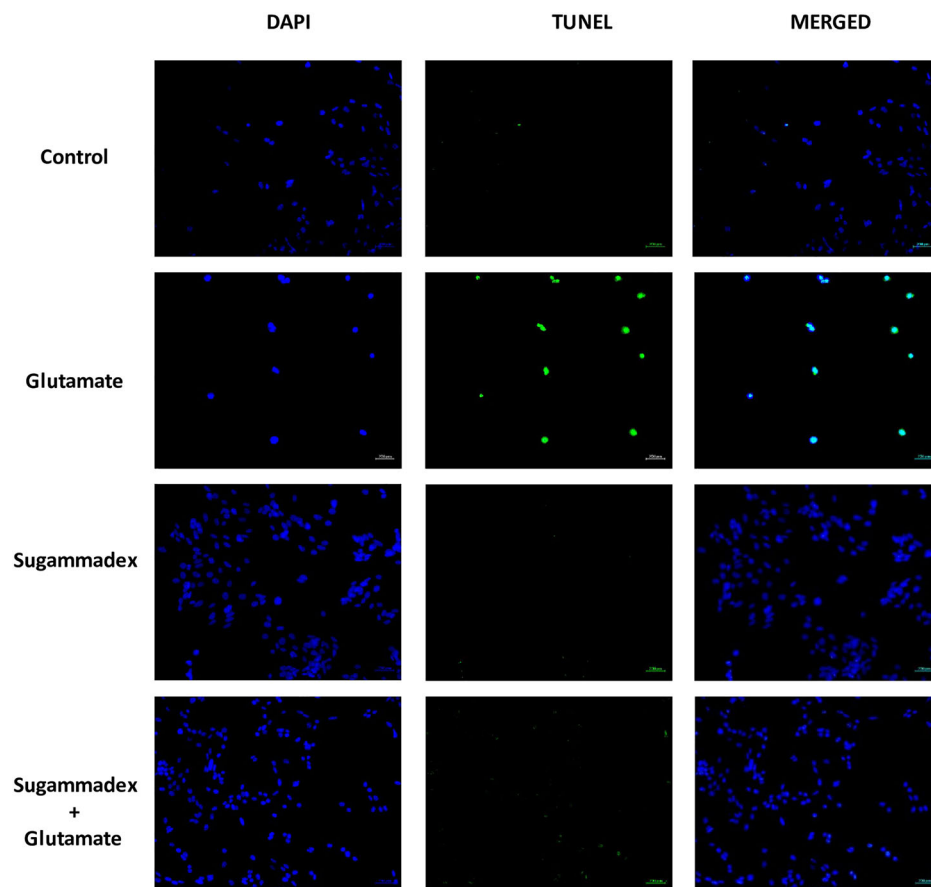 DAPI TUNEL MERGED
Control
Glutamate
Sugammadex
Sugammadex
+
Glutamate